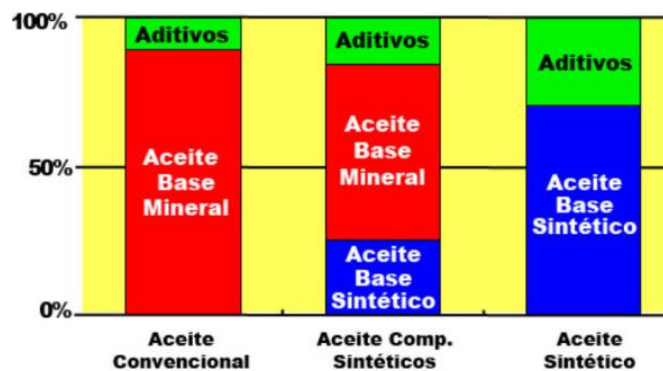 100%
50%
0%
Aditivos
Aceite
Base
Mineral
Aditivos
Aceite
Base
Mineral
Aceite
Base
Sintético
Aditivos
Aceite
Base
Sintético
Aceite
Convencional
Aceite Comp.
Sintéticos
Aceite
Sintético